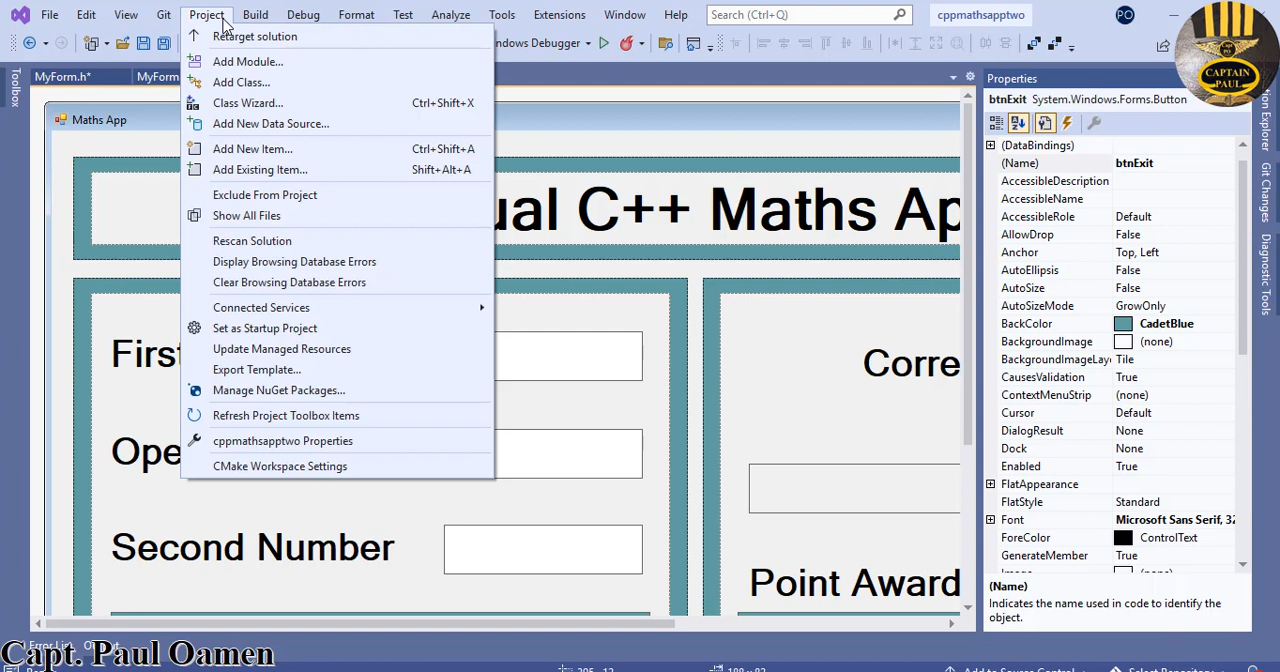 File Edit View Git Project Build Debug Format Test Analyze Tools Extensions Window Help Search (Ctrl+Q) cppmathsapptwo PO
ndows Debugger
CAPTAIN PAUL
Retarget solution
Add Module...
Add Class...
Class Wizard... Ctrl+Shift+X
Add New Data Source...
Add New Item... Ctrl+Shift+A
Add Existing Item... Shift+Alt+A
Exclude From Project
Show All Files
Rescan Solution
Display Browsing Database Errors
Clear Browsing Database Errors
Connected Services
Set as Startup Project
Update Managed Resources
Export Template...
Manage NuGet Packages...
Refresh Project Toolbox Items
cppmathsapptwo Properties
CMake Workspace Settings
Toolbox
MyForm.h* MyForm
Maths App
ual C++ Maths Ap
First
Ope
Second Number
Corre
Point Award
Properties
btnExit System.Windows.Forms.Button
(DataBindings)
(Name) btnExit
AccessibleDescription
AccessibleName
AccessibleRole Default
AllowDrop False
Anchor Top, Left
AutoEllipsis False
AutoSize False
AutoSizeMode GrowOnly
BackColor CadetBlue
BackgroundImage (none)
BackgroundImageLayo Tile
CausesValidation True
ContextMenuStrip (none)
Cursor Default
DialogResult None
Dock None
Enabled True
FlatAppearance
FlatStyle Standard
Font Microsoft Sans Serif, 32
ForeColor ControlText
GenerateMember True
(Name)
Indicates the name used in code to identify the
object.
Explorer
Git Changes
Diagnostic Tools
Error List
Capt. Paul Oamen